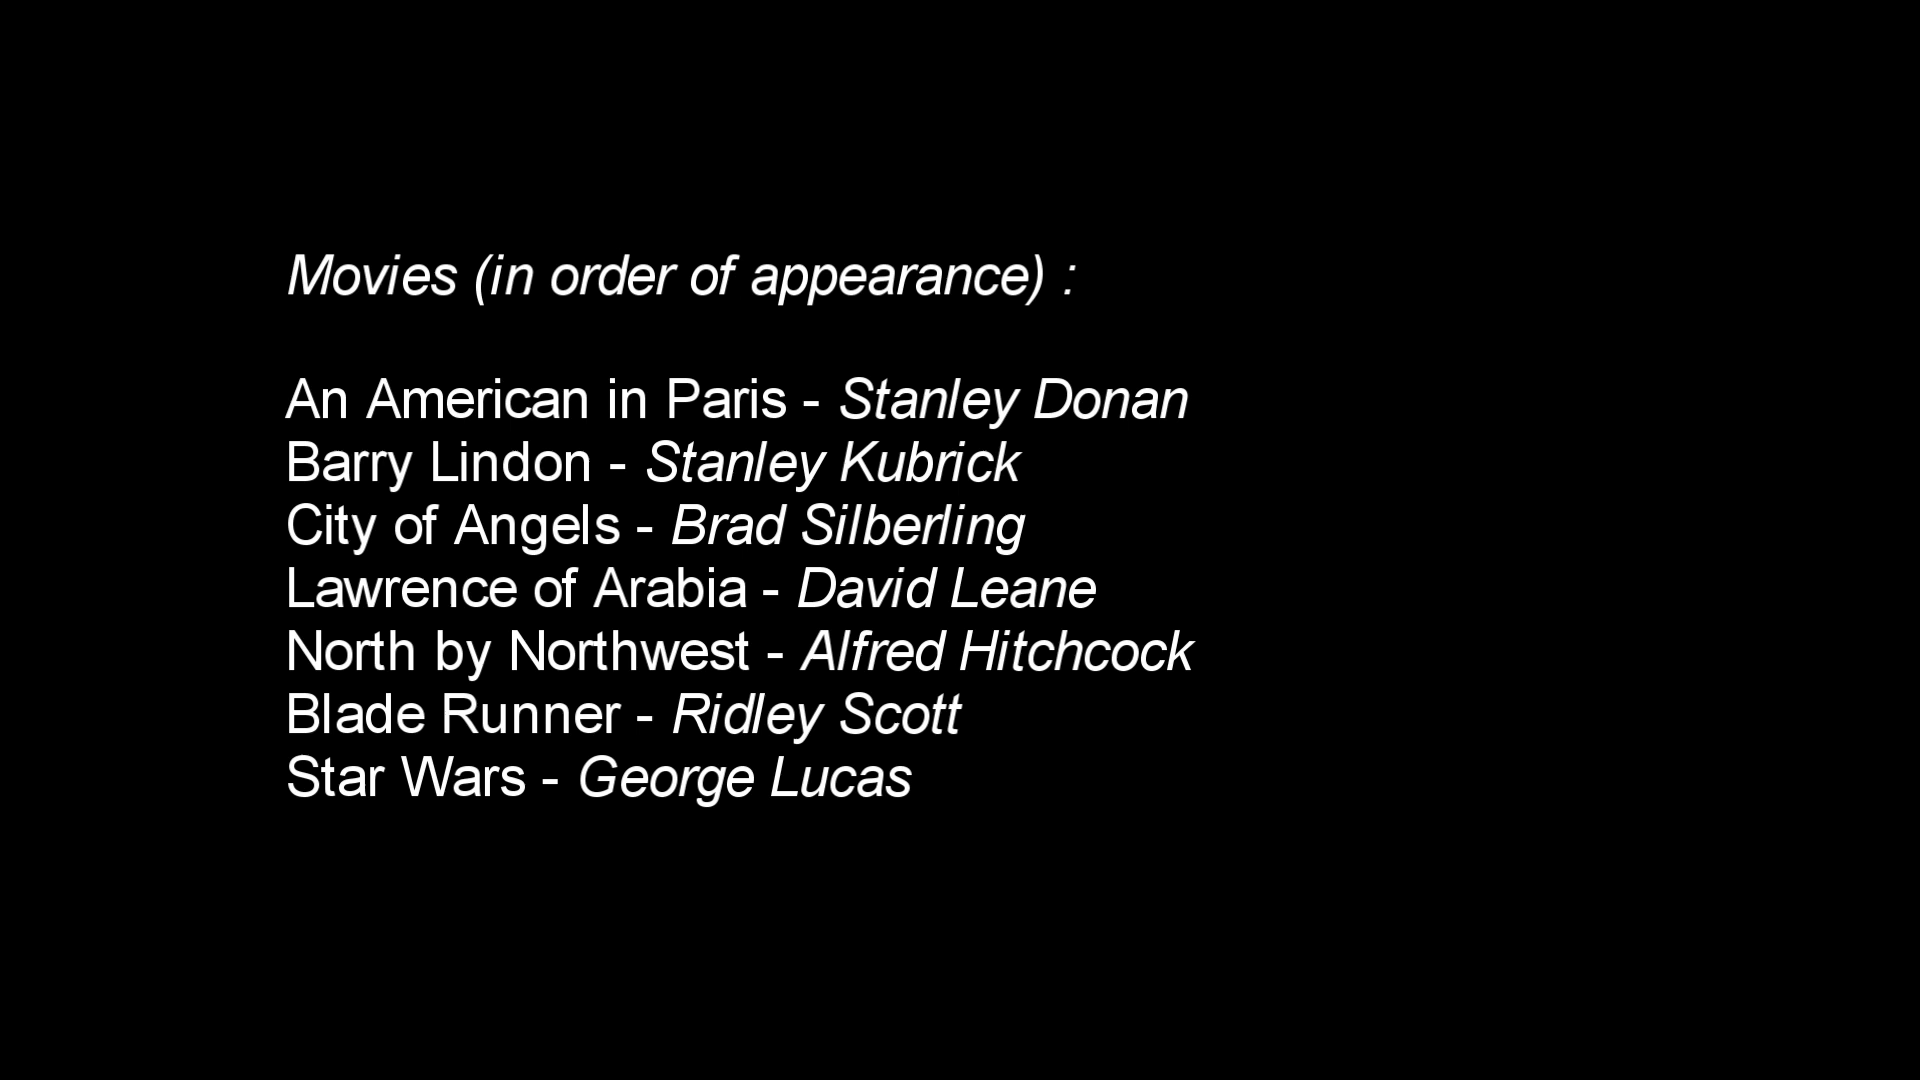 Movies (in order of appearance) :
An American in Paris - Stanley Donan
Barry Lindon - Stanley Kubrick
City of Angels - Brad Silberling
Lawrence of Arabia - David Leane
North by Northwest - Alfred Hitchcock
Blade Runner - Ridley Scott
Star Wars - George Lucas